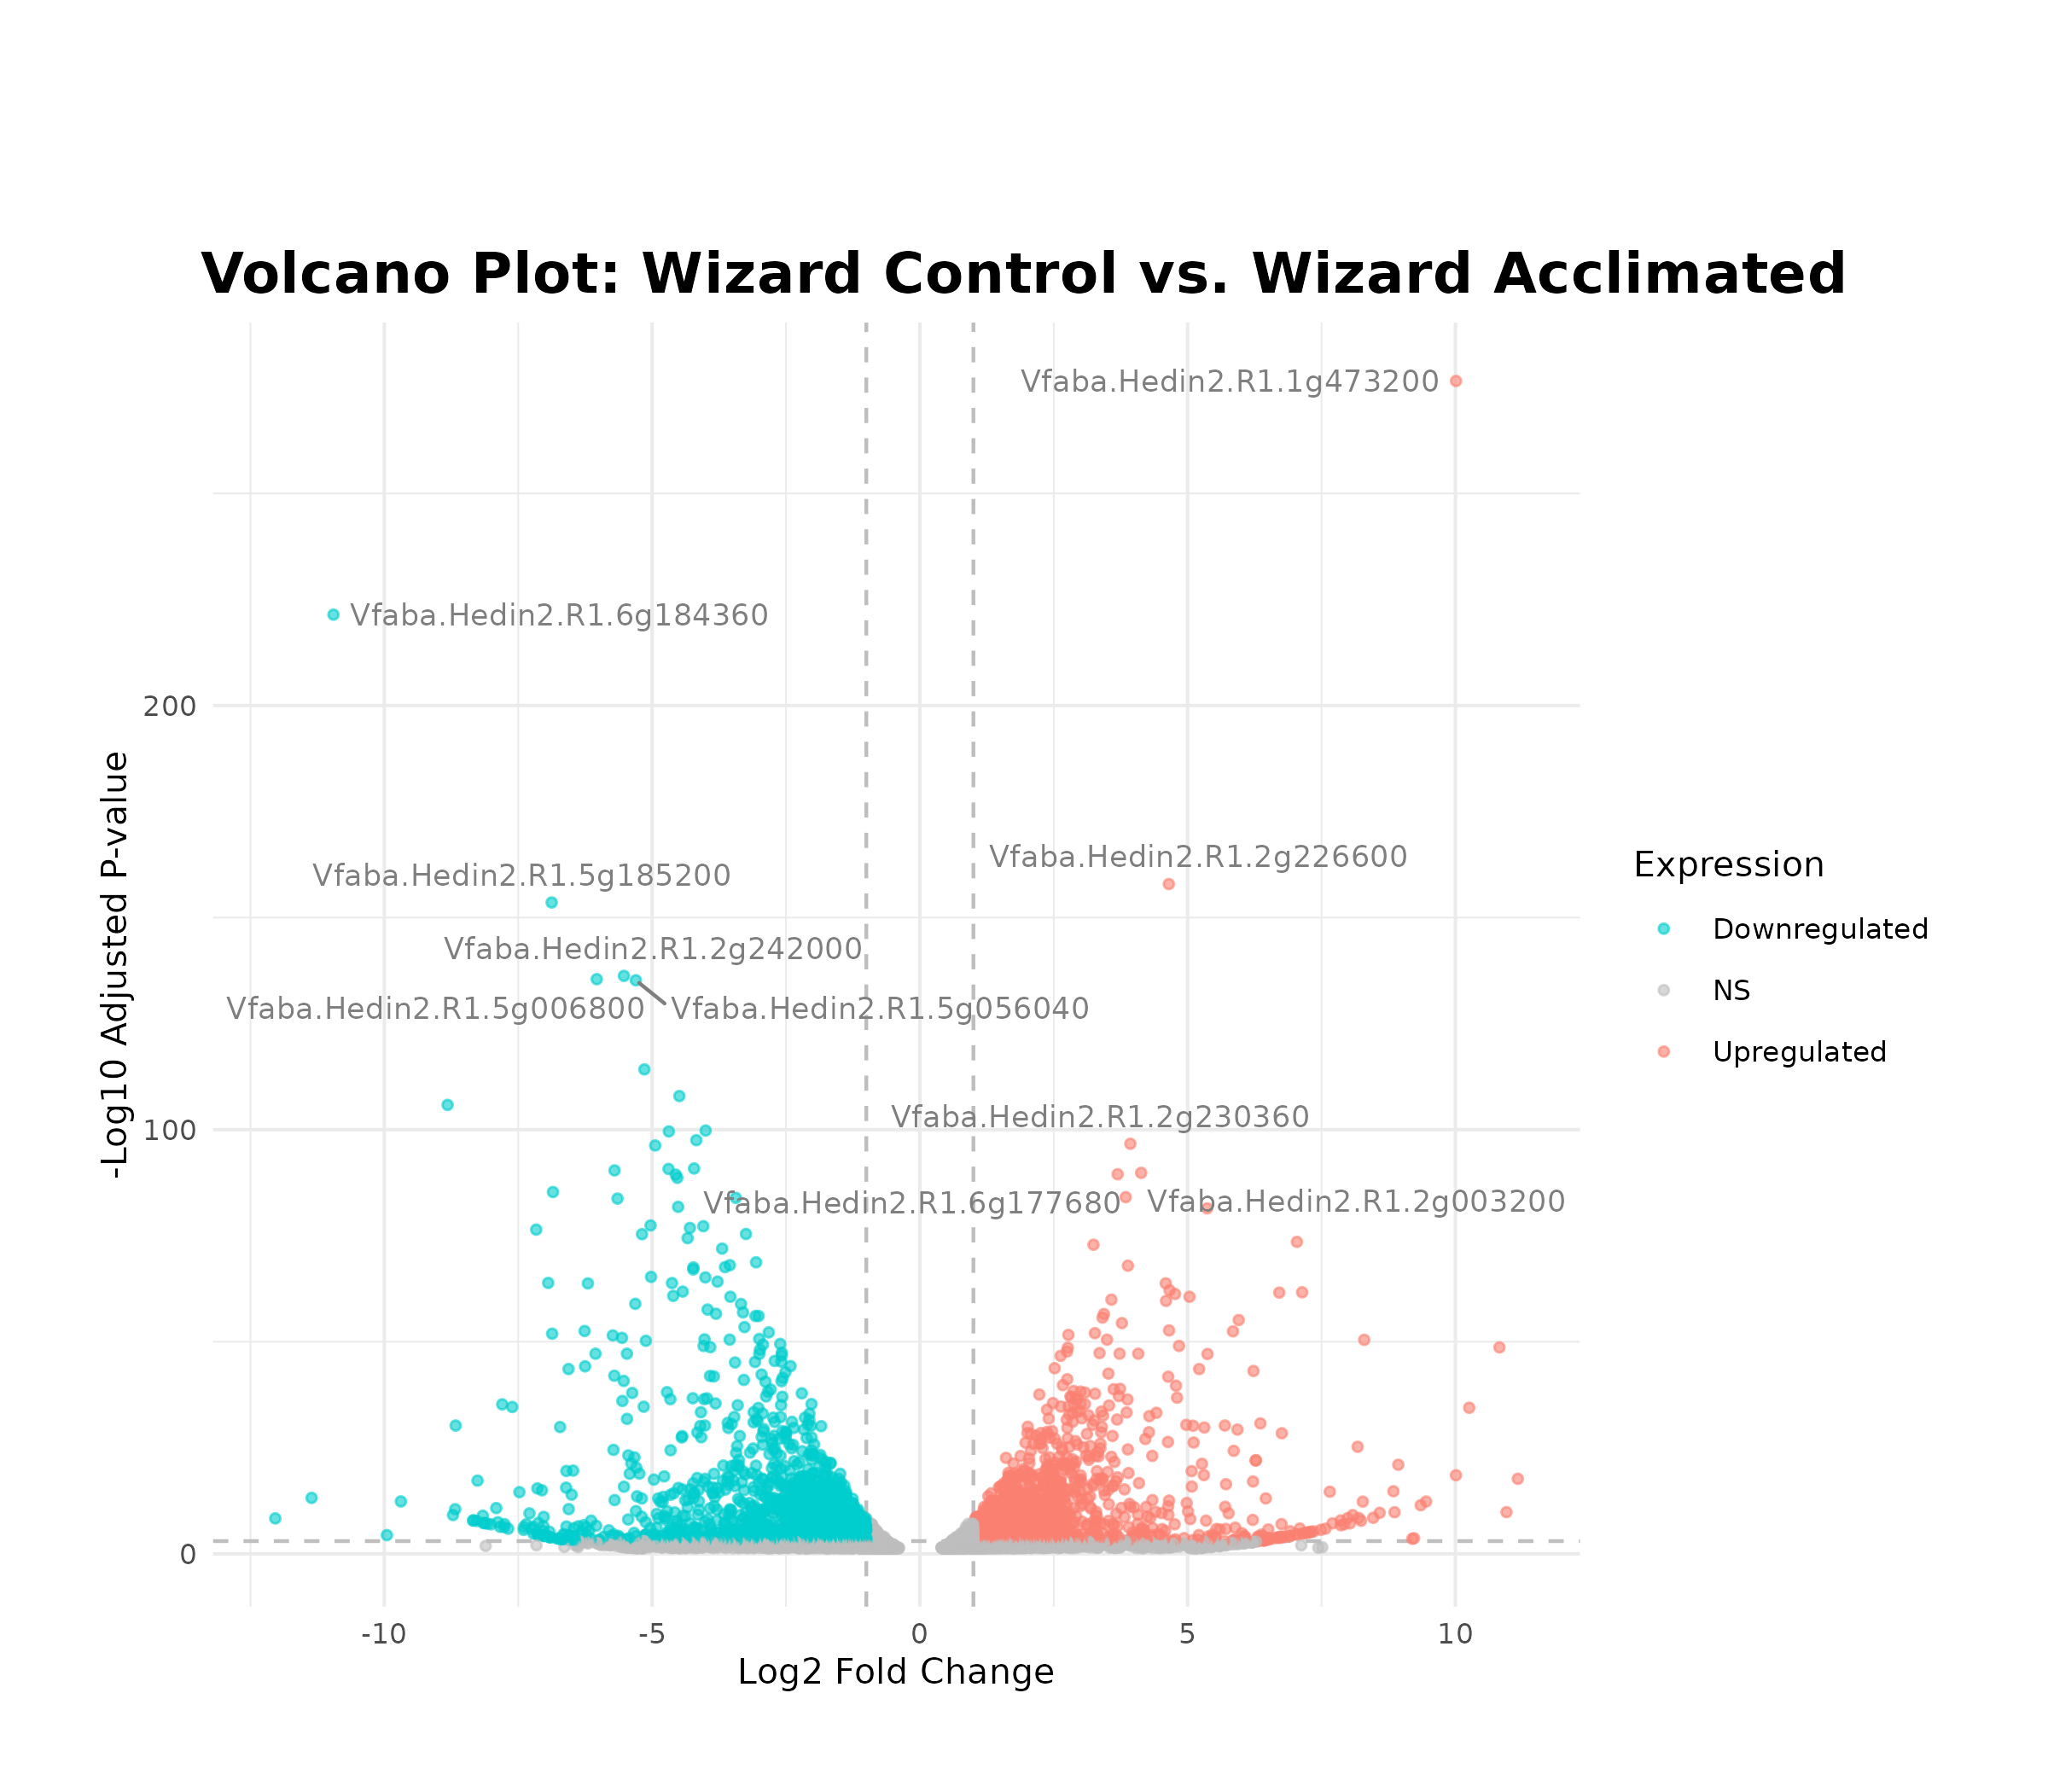 Volcano Plot: Wizard Control vs. Wizard Acclimated
Vfaba.Hedin2.R1.1g473200
Vfaba.Hedin2.R1.6g184360
200
Vfaba.Hedin2.R1.2g226600
Vfaba.Hedin2.R1.5g185200
Vfaba.Hedin2.R1.2g242000
Vfaba.Hedin2.R1.5g006800
Vfaba.Hedin2.R1.5g056040
Vfaba.Hedin2.R1.2g230360
100
Vfaba.Hedin2.R1.6g177680
Vfaba.Hedin2.R1.2g003200
0
-Log10 Adjusted P-value
-10
-5
0
5
10
Log2 Fold Change
Expression
Downregulated
NS
Upregulated